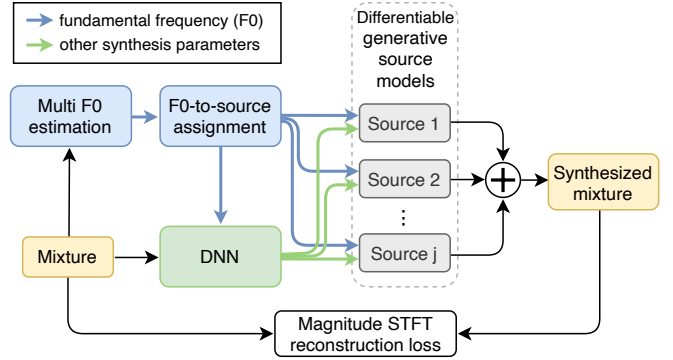 fundamental frequency (F0)
other synthesis parameters
Differentiable
generative
source
models
Multi F0
estimation
F0-to-source
assignment
Source 1
Source 2
⋮
Source j
Synthesized
mixture
Mixture
DNN
Magnitude STFT
reconstruction loss